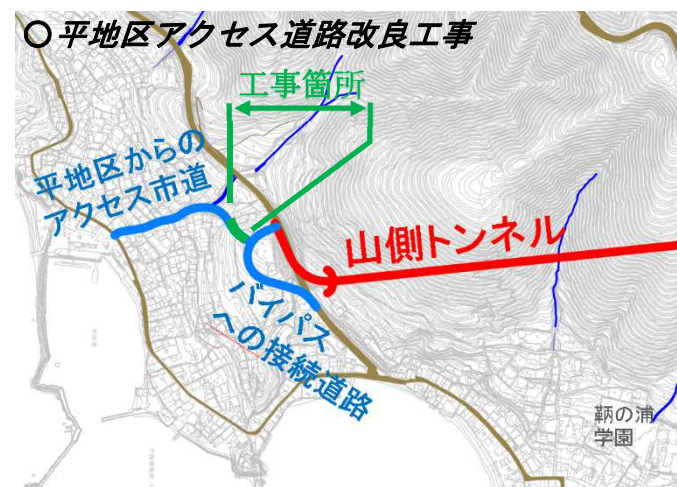 〇平地区アクセス道路改良工事
工事箇所
平地区からの
アクセス市道
山側トンネル
バイパス
への接続道路
鞆の浦
学園